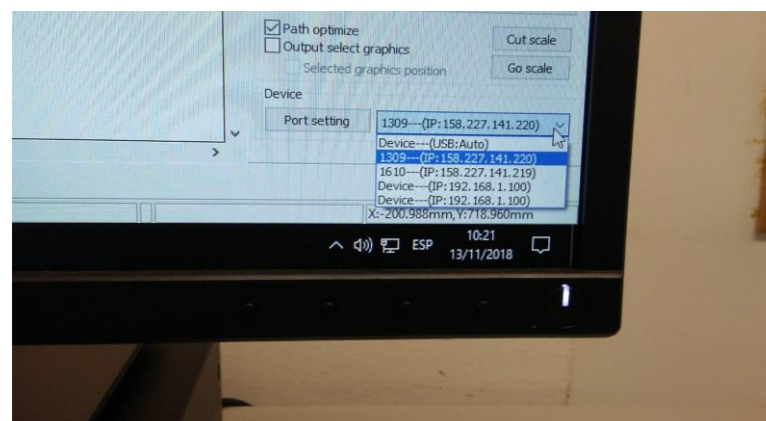 Path optimize
Output select graphics
Cut scale
Selected graphics position
Go scale
Device
Port setting
1309---(IP:158.227.141.220)
Device---(USB:Auto)
1309---(IP:158.227.141.220)
1610---(IP:158.227.141.219)
Device---(IP:192.168.1.100)
Device---(IP:192.168.1.100)
X:-200.988mm,Y:718.960mm
ESP
10:21
13/11/2018